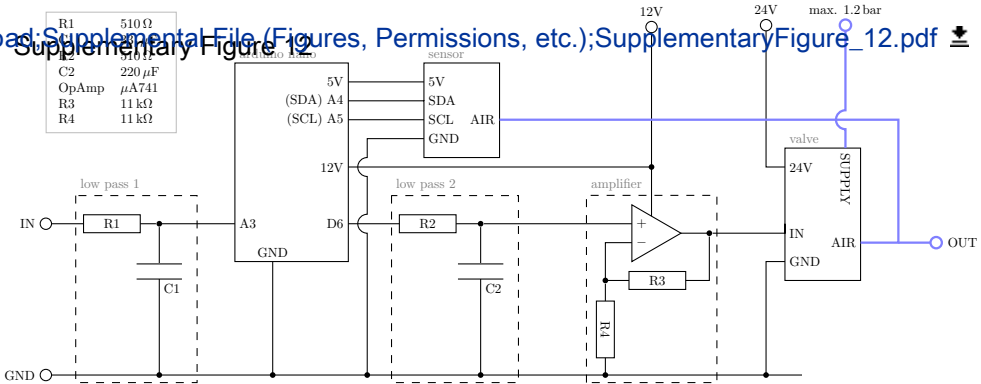 12V
24V
max. 1.2 bar
R1 510 Ω
oad;Supplemental File (Figures, Permissions, etc.);SupplementaryFigure_12.pdf
Supplementary Figure 12
R2 510 Ω
C2 220 µF
OpAmp µA741
R3 11 kΩ
R4 11 kΩ
arduino nano
sensor
5V
(SDA) A4
(SCL) A5
12V
A3
D6
GND
5V
SDA
SCL AIR
GND
valve
24V
SUPPLY
IN
AIR
GND
OUT
low pass 1
IN
R1
C1
low pass 2
R2
C2
amplifier
+
−
R3
R4
GND